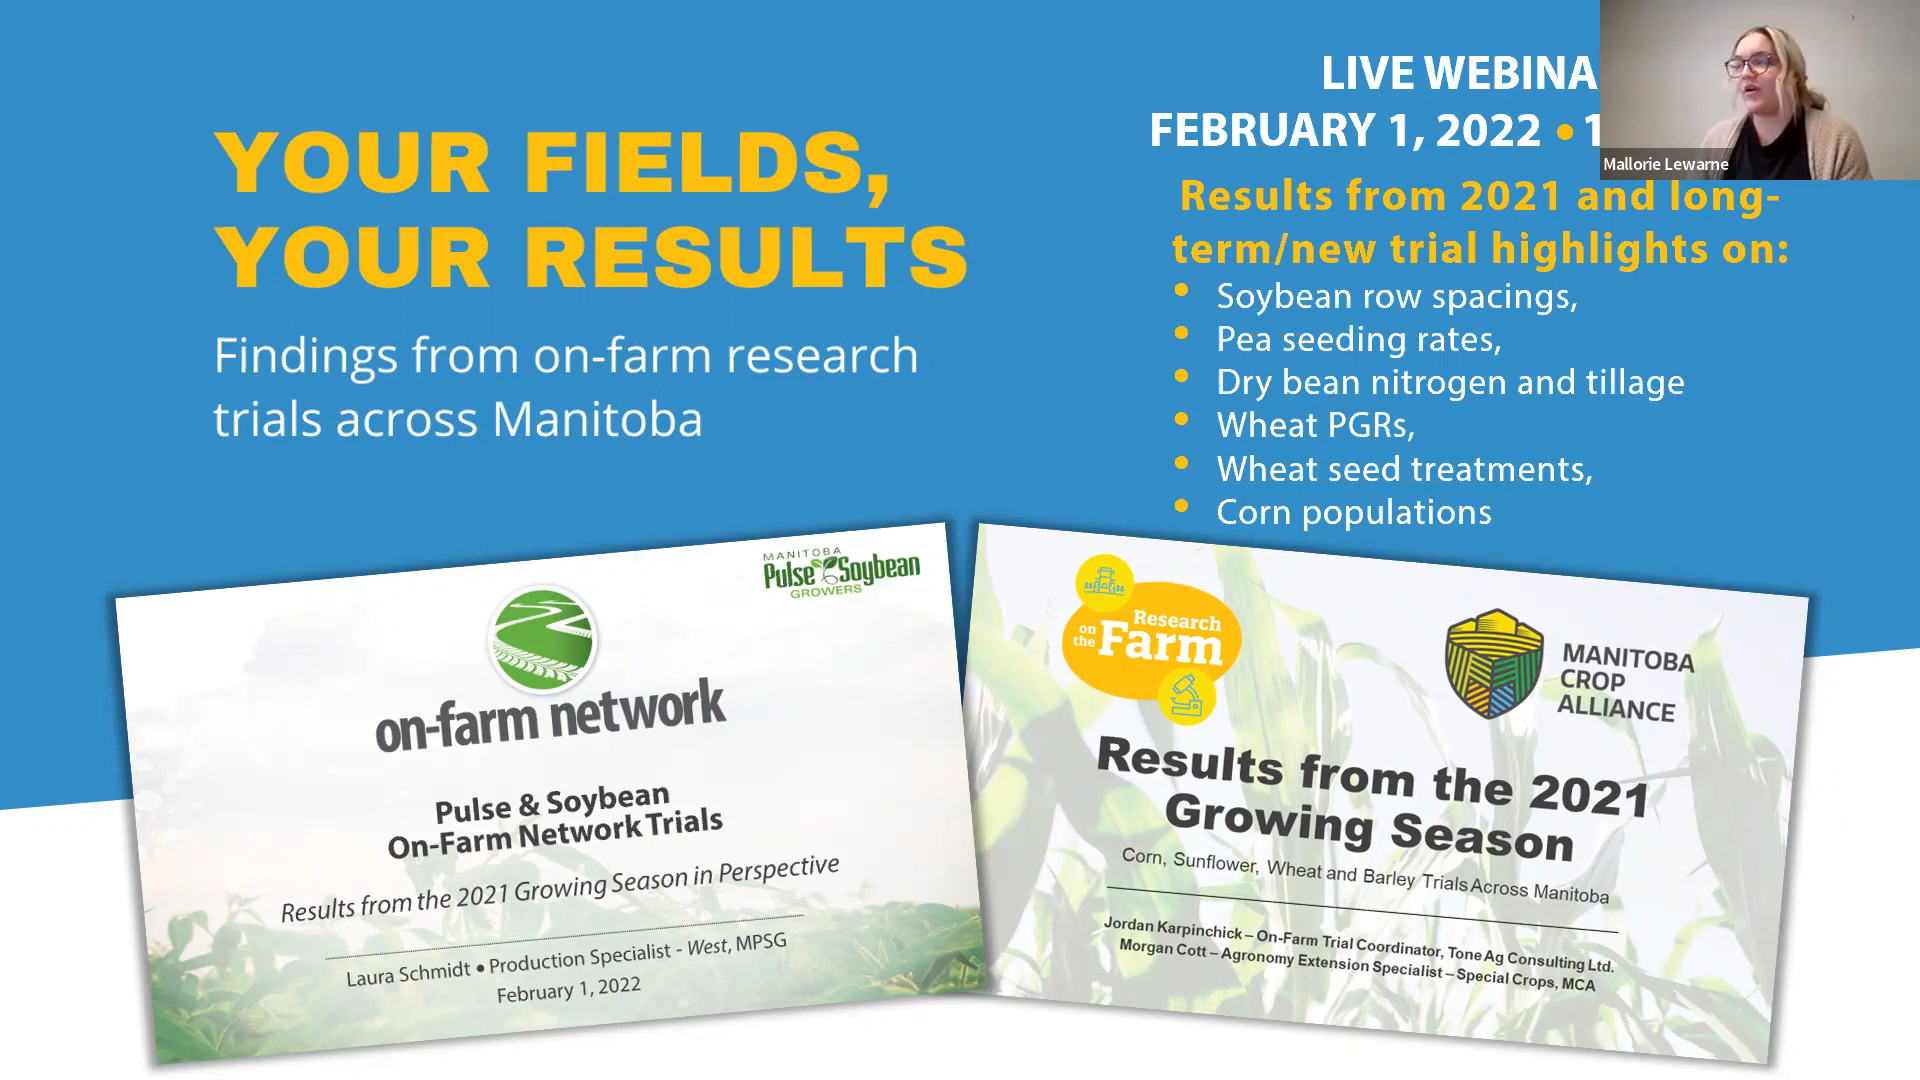 YOUR FIELDS,
YOUR RESULTS
Findings from on-farm research
trials across Manitoba
LIVE WEBINA
FEBRUARY 1, 2022 • 1
Mallorie Lewarne
Results from 2021 and long-
term/new trial highlights on:
• Soybean row spacings,
• Pea seeding rates,
• Dry bean nitrogen and tillage
• Wheat PGRs,
• Wheat seed treatments,
• Corn populations
MANITOBA
Pulse Soybean
GROWERS
on-farm network
Pulse & Soybean
On-Farm Network Trials
Results from the 2021 Growing Season in Perspective
Laura Schmidt • Production Specialist - West, MPSG
February 1, 2022
Research
on the Farm
MANITOBA
CROP
ALLIANCE
Results from the 2021
Growing Season
Corn, Sunflower, Wheat and Barley Trials Across Manitoba
Jordan Karpinchick – On-Farm Trial Coordinator, Tone Ag Consulting Ltd.
Morgan Cott – Agronomy Extension Specialist – Special Crops, MCA